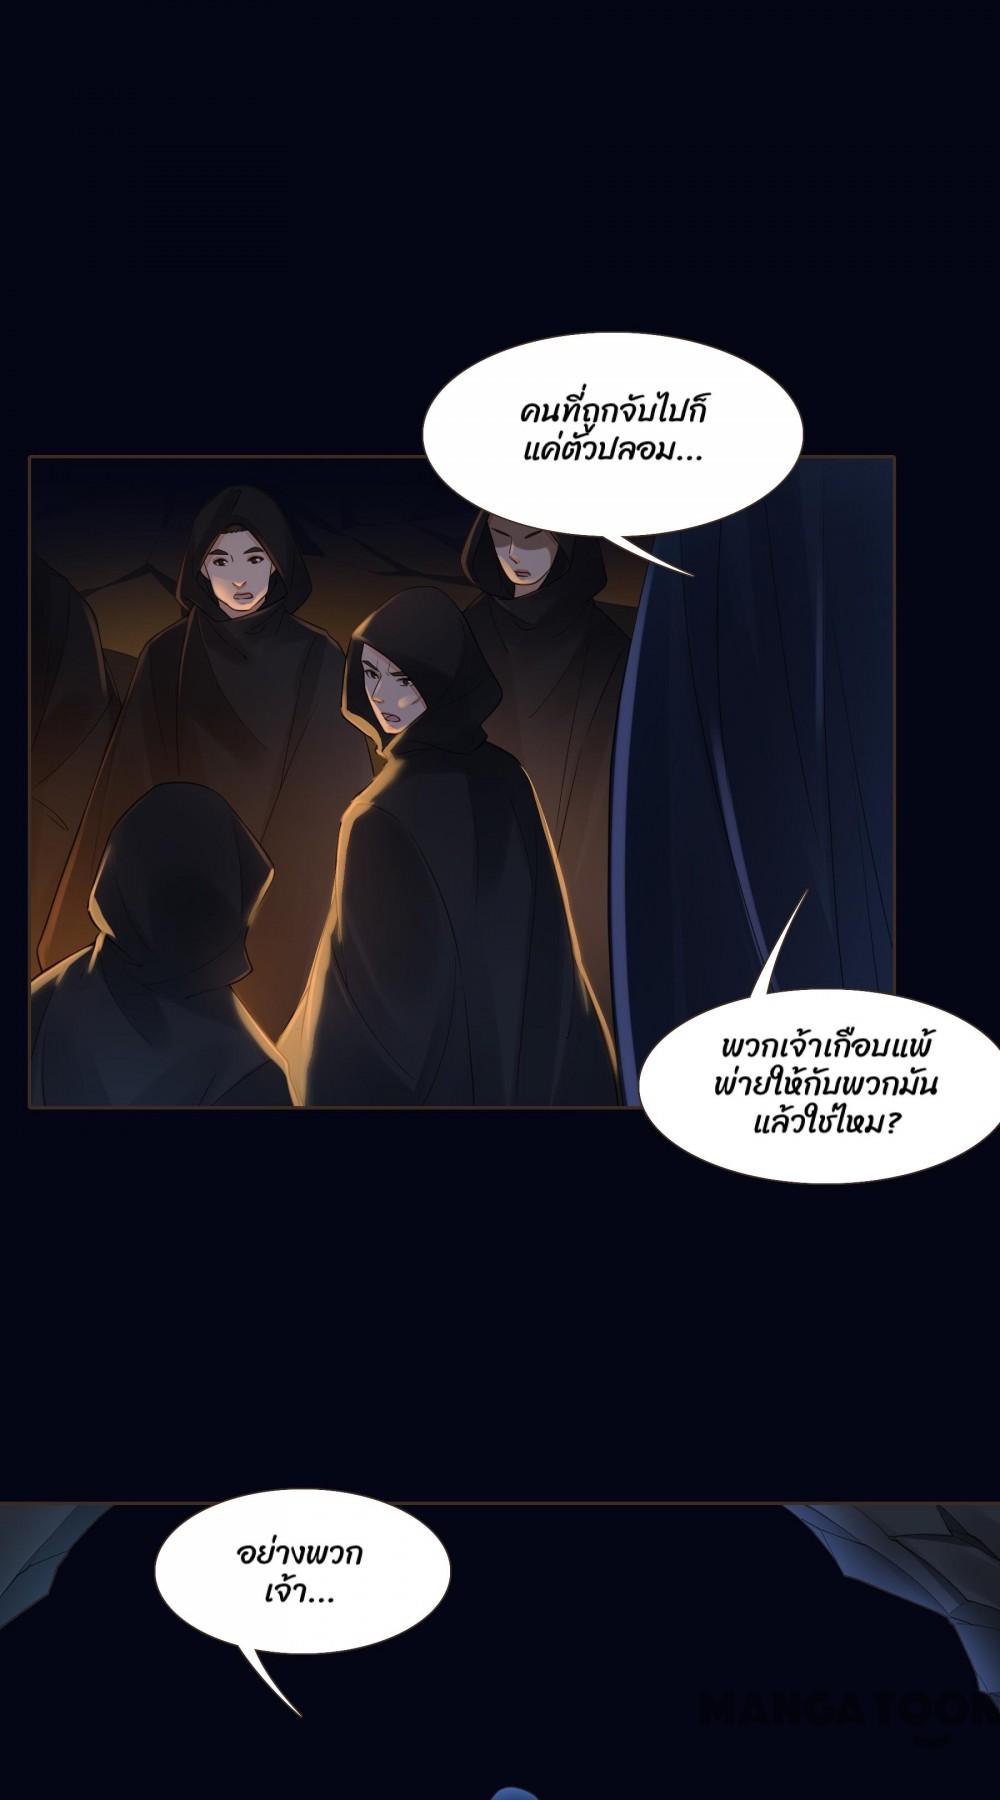 คนที่ถูกจับไปก็
แค่ตัวปลอม...
พวกเจ้าเกือบแพ้
พ่ายให้กับพวกมัน
แล้วใช่ไหม?
อย่างพวก
เจ้า...
MANGATOON